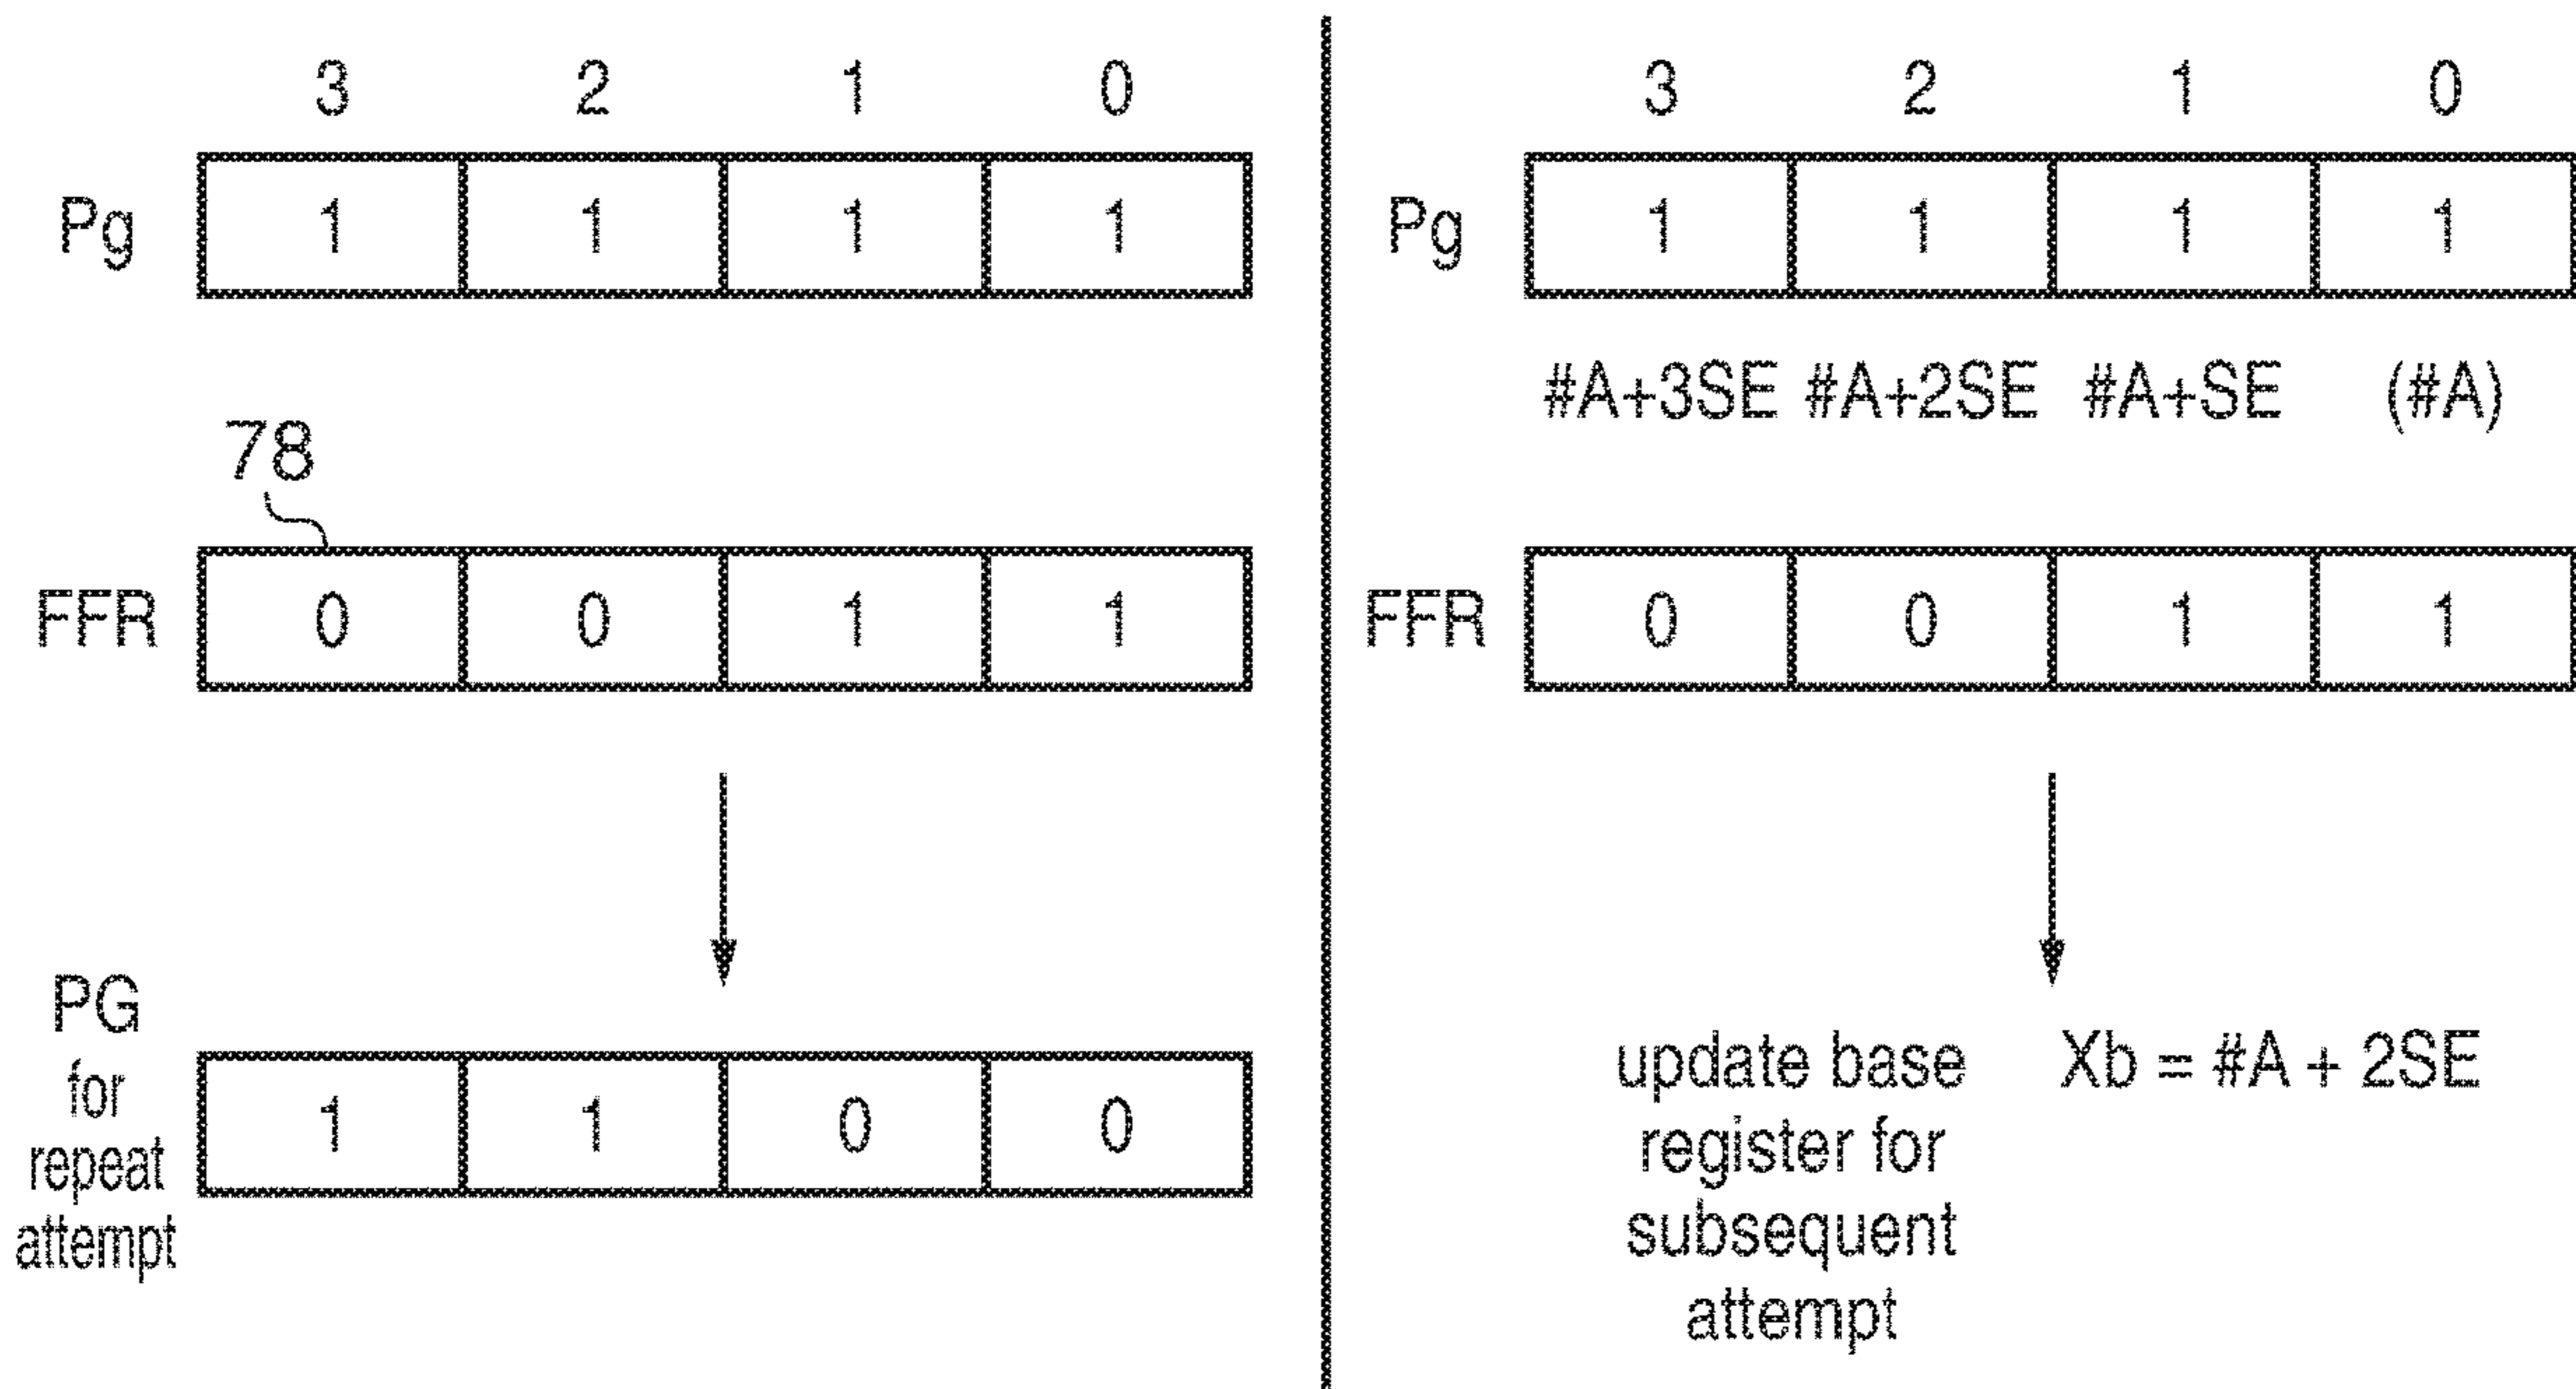 3 2 1 0
Pg 1 1 1 1
78
FFR 0 0 1 1
PG
for
repeat
attempt
1 1 0 0
3 2 1 0
Pg 1 1 1 1
#A+3SE #A+2SE #A+SE (#A)
FFR 0 0 1 1
update base
register for
subsequent
attempt
Xb = #A + 2SE